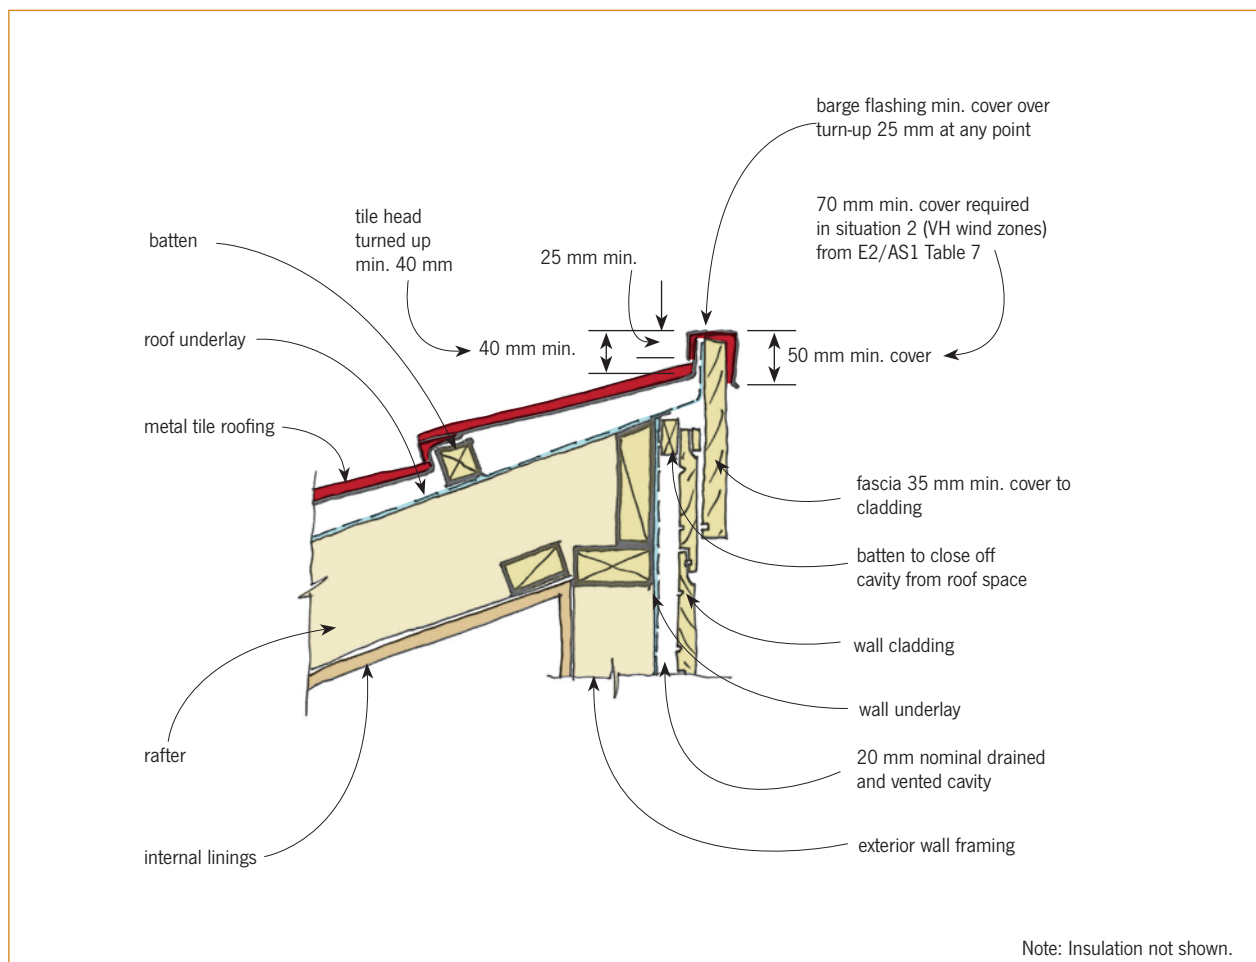 barge flashing min. cover over
turn-up 25 mm at any point
70 mm min. cover required
in situation 2 (VH wind zones)
from E2/AS1 Table 7
tile head
turned up
min. 40 mm
batten
25 mm min.
roof underlay
40 mm min.
50 mm min. cover
metal tile roofing
fascia 35 mm min. cover to
cladding
batten to close off
cavity from roof space
wall cladding
wall underlay
rafter
20 mm nominal drained
and vented cavity
internal linings
exterior wall framing
Note: Insulation not shown.